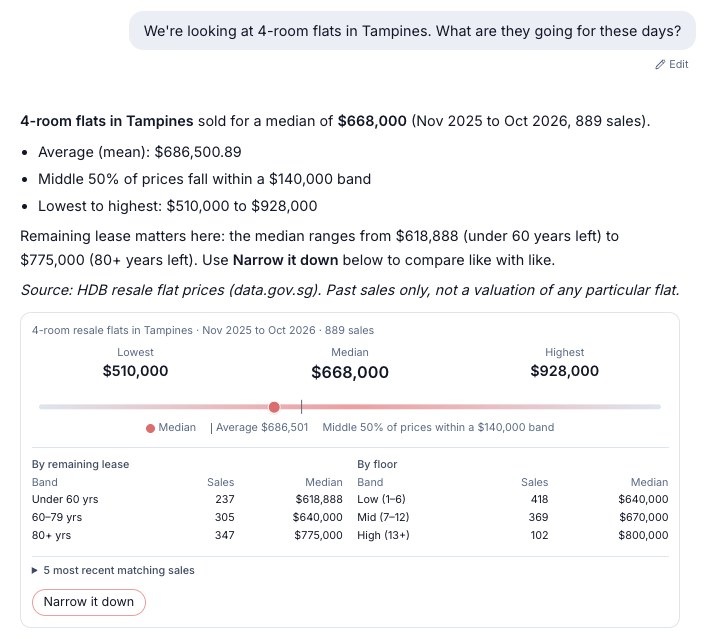 We're looking at 4-room flats in Tampines. What are they going for these days?
Edit
4-room flats in Tampines sold for a median of $668,000 (Nov 2025 to Oct 2026, 889 sales).
• Average (mean): $686,500.89
• Middle 50% of prices fall within a $140,000 band
• Lowest to highest: $510,000 to $928,000
Remaining lease matters here: the median ranges from $618,888 (under 60 years left) to
$775,000 (80+ years left). Use Narrow it down below to compare like with like.
Source: HDB resale flat prices (data.gov.sg). Past sales only, not a valuation of any particular flat.
4-room resale flats in Tampines · Nov 2025 to Oct 2026 · 889 sales
Lowest Median Highest
$510,000 $668,000 $928,000
Median Average $686,501 Middle 50% of prices within a $140,000 band
By remaining lease By floor
Band Sales Median Band Sales Median
Under 60 yrs 237 $618,888 Low (1–6) 418 $640,000
60–79 yrs 305 $640,000 Mid (7–12) 369 $670,000
80+ yrs 347 $775,000 High (13+) 102 $800,000
5 most recent matching sales
Narrow it down